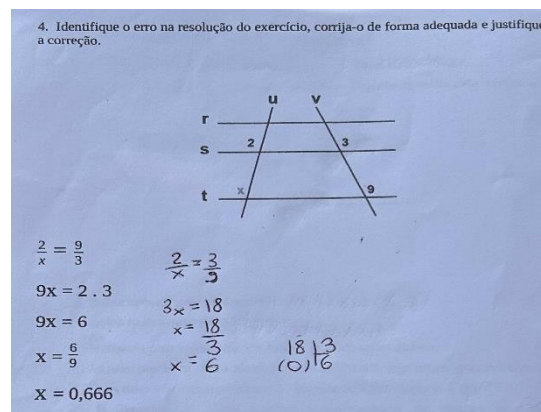 4. Identifique o erro na resolução do exercício, corrija-o de forma adequada e justifique
a correção.
u v
r
s 2 3
t x 9
2/x = 9/3
9x = 2 . 3
9x = 6
x = 6/9
x = 0,666
2/x = 3/9
3x = 18
x = 18/3
x = 6
18 | 3
(0) 6